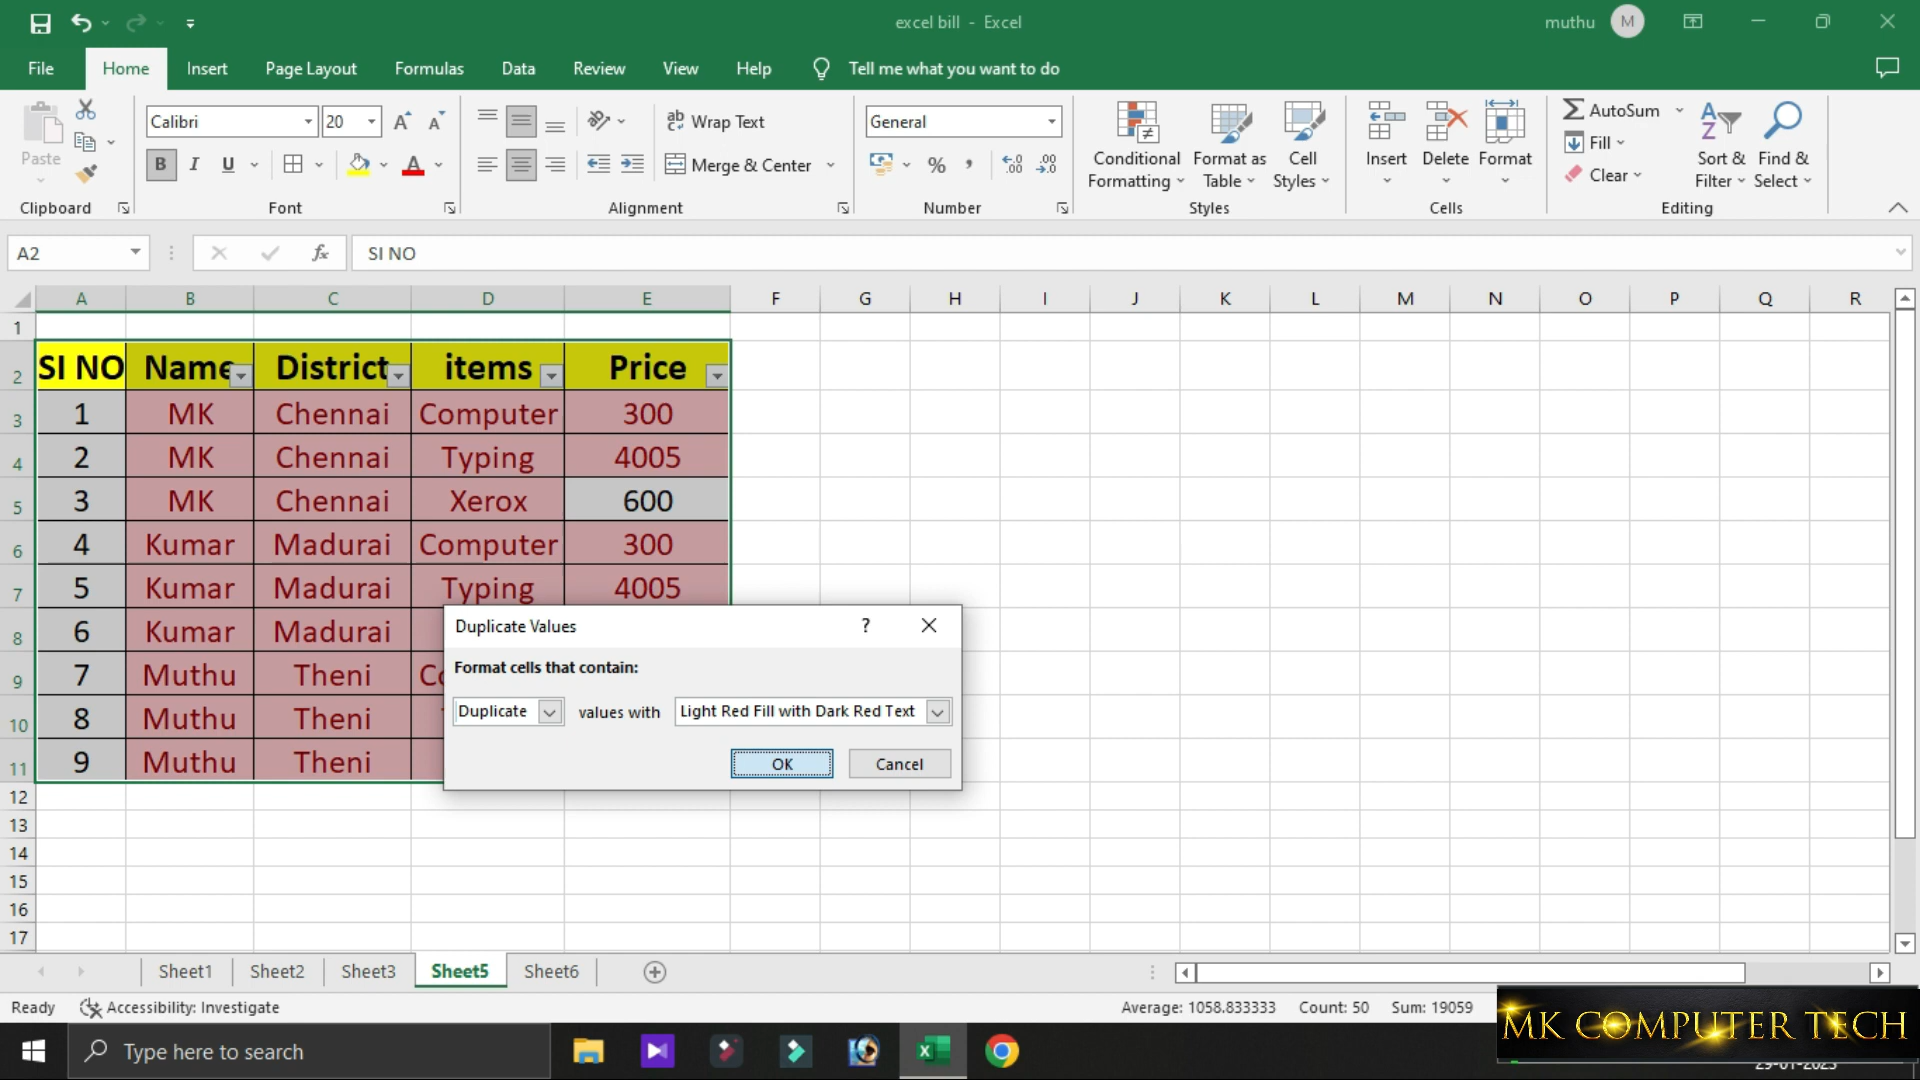 excel bill - Excel
muthu M
File Home Insert Page Layout Formulas Data Review View Help Tell me what you want to do
Paste
Clipboard
Calibri 20
B I U
Font
Wrap Text
Merge & Center
Alignment
General
Number
Conditional Formatting
Format as Table
Cell Styles
Styles
Insert Delete Format
Cells
AutoSum
Fill
Clear
Sort & Filter
Find & Select
Editing
A2 fx SI NO
A B C D E F G H I J K L M N O P Q R
1
2 SI NO Name District items Price
3 1 MK Chennai Computer 300
4 2 MK Chennai Typing 4005
5 3 MK Chennai Xerox 600
6 4 Kumar Madurai Computer 300
7 5 Kumar Madurai Typing 4005
8 6 Kumar Madurai
9 7 Muthu Theni
10 8 Muthu Theni
11 9 Muthu Theni
12
13
14
15
16
17
Duplicate Values ?
Format cells that contain:
Duplicate values with Light Red Fill with Dark Red Text
OK Cancel
Sheet1 Sheet2 Sheet3 Sheet5 Sheet6
Ready Accessibility: Investigate Average: 1058.833333 Count: 50 Sum: 19059
Type here to search
MK COMPUTER TECH
29-01-2023